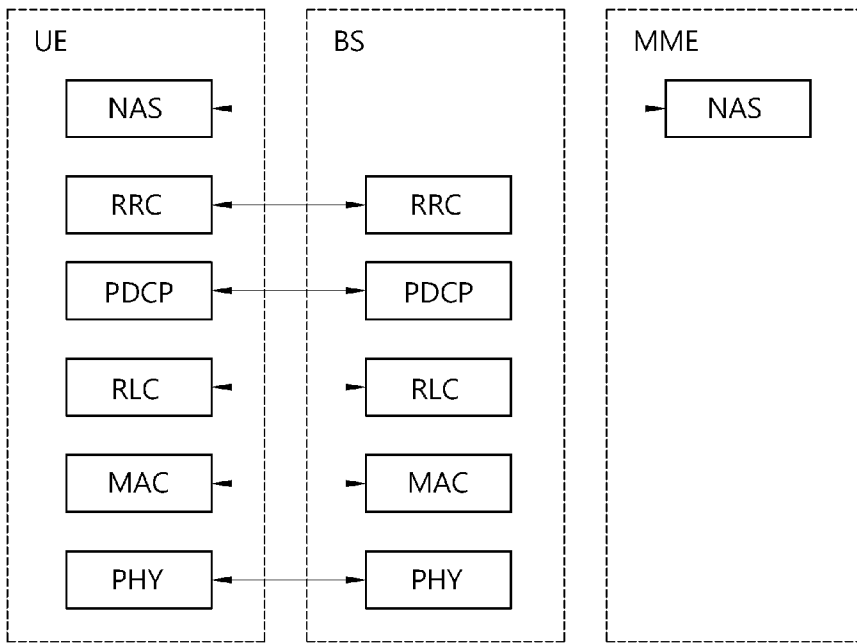 UE BS MME
NAS NAS
RRC RRC
PDCP PDCP
RLC RLC
MAC MAC
PHY PHY